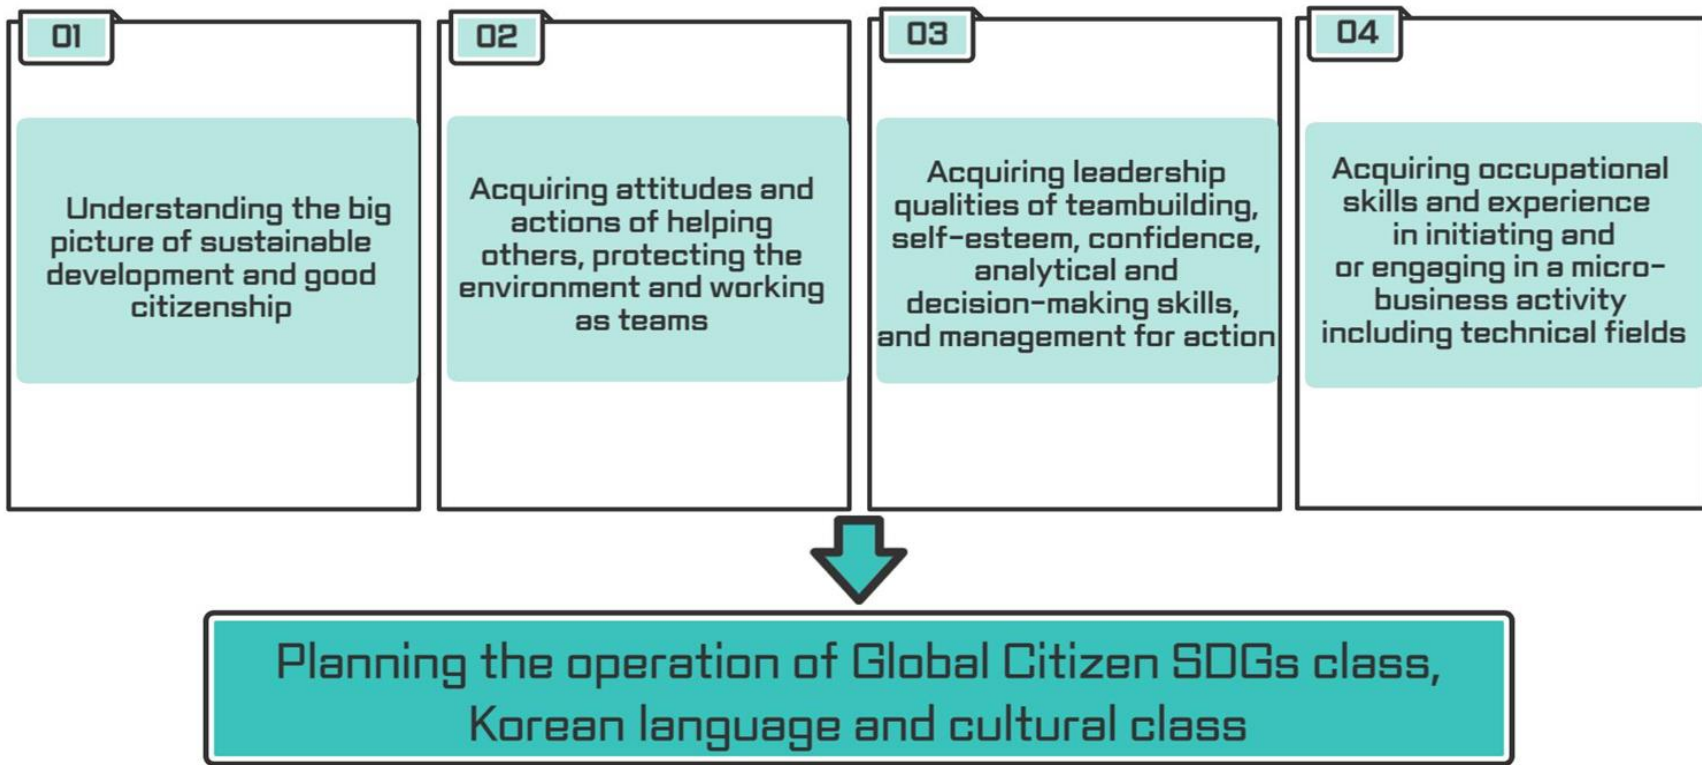 01
Understanding the big
picture of sustainable
development and good
citizenship
02
Acquiring attitudes and
actions of helping
others, protecting the
environment and working
as teams
03
Acquiring leadership
qualities of teambuilding,
self-esteem, confidence,
analytical and
decision-making skills,
and management for action
04
Acquiring occupational
skills and experience
in initiating and
or engaging in a micro-
business activity
including technical fields
Planning the operation of Global Citizen SDGs class,
Korean language and cultural class